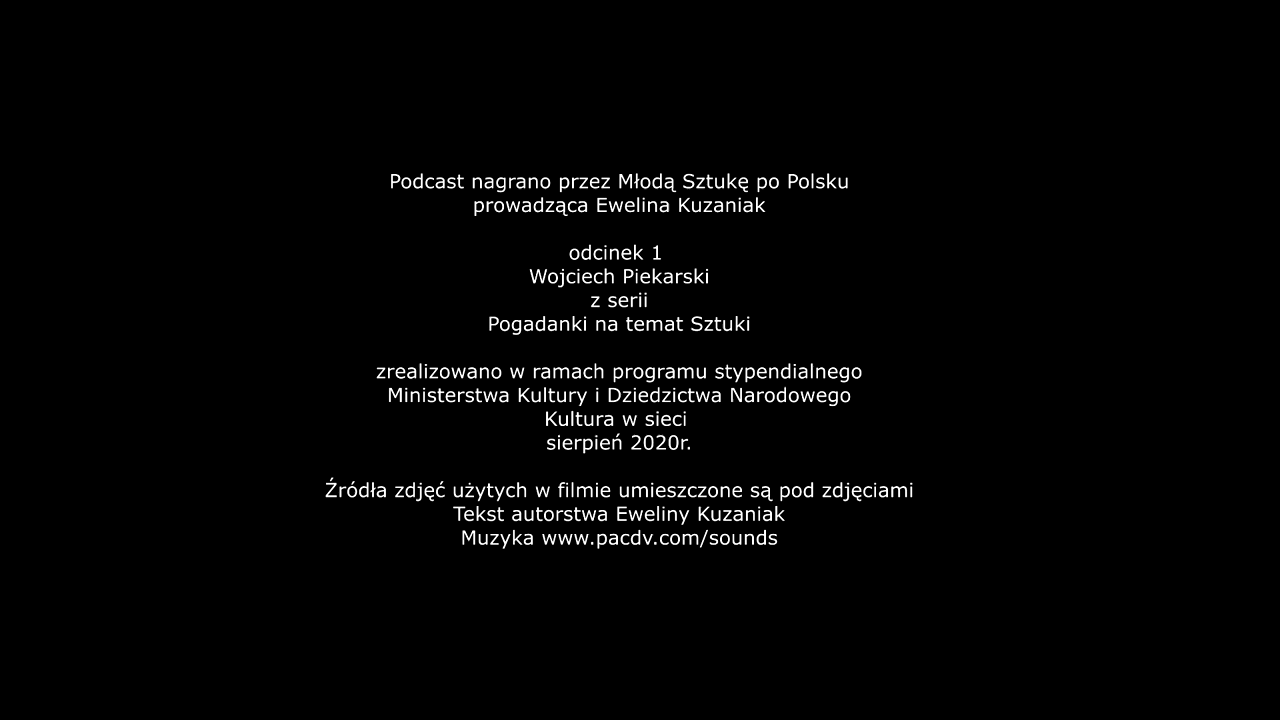 Podcast nagrano przez Młodą Sztukę po Polsku
prowadząca Ewelina Kuzaniak
odcinek 1
Wojciech Piekarski
z serii
Pogadanki na temat Sztuki
zrealizowano w ramach programu stypendialnego
Ministerstwa Kultury i Dziedzictwa Narodowego
Kultura w sieci
sierpień 2020r.
Źródła zdjęć użytych w filmie umieszczone są pod zdjęciami
Tekst autorstwa Eweliny Kuzaniak
Muzyka www.pacdv.com/sounds